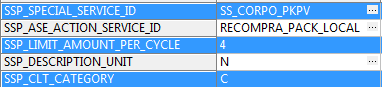 SSP_SPECIAL_SERVICE_ID SS_CORPO_PKPV ...
SSP_ASE_ACTION_SERVICE_ID RECOMPRA_PACK_LOCAL ...
SSP_LIMIT_AMOUNT_PER_CYCLE 4
SSP_DESCRIPTION_UNIT N ...
SSP_CLT_CATEGORY C